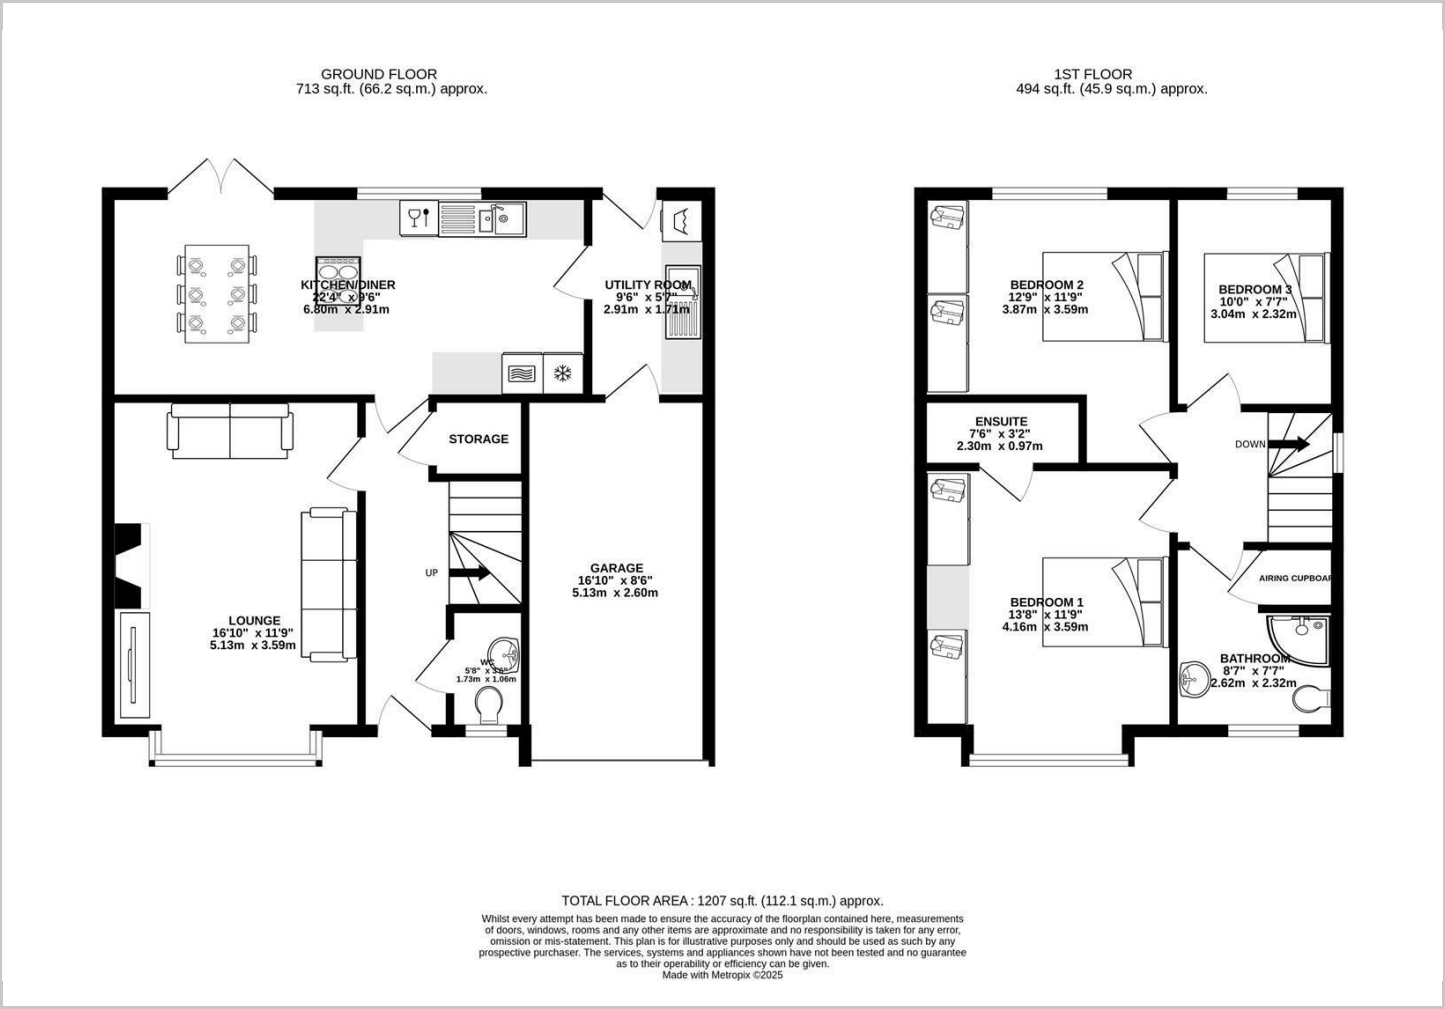 GROUND FLOOR
713 sq.ft. (66.2 sq.m.) approx.
1ST FLOOR
494 sq.ft. (45.9 sq.m.) approx.
KITCHEN/DINER
22'4" x 9'6"
6.80m x 2.91m
UTILITY ROOM
9'6" x 5'7"
2.91m x 1.71m
STORAGE
UP
LOUNGE
16'10" x 11'9"
5.13m x 3.59m
GARAGE
16'10" x 8'6"
5.13m x 2.60m
WC
5'8" x 3'6"
1.73m x 1.06m
BEDROOM 2
12'9" x 11'9"
3.87m x 3.59m
BEDROOM 3
10'0" x 7'7"
3.04m x 2.32m
ENSUITE
7'6" x 3'2"
2.30m x 0.97m
DOWN
BEDROOM 1
13'8" x 11'9"
4.16m x 3.59m
AIRING CUPBOAR
BATHROOM
8'7" x 7'7"
2.62m x 2.32m
TOTAL FLOOR AREA : 1207 sq.ft. (112.1 sq.m.) approx.
Whilst every attempt has been made to ensure the accuracy of the floorplan contained here, measurements
of doors, windows, rooms and any other items are approximate and no responsibility is taken for any error,
omission or mis-statement. This plan is for illustrative purposes only and should be used as such by any
prospective purchaser. The services, systems and appliances shown have not been tested and no guarantee
as to their operability or efficiency can be given.
Made with Metropix ©2025